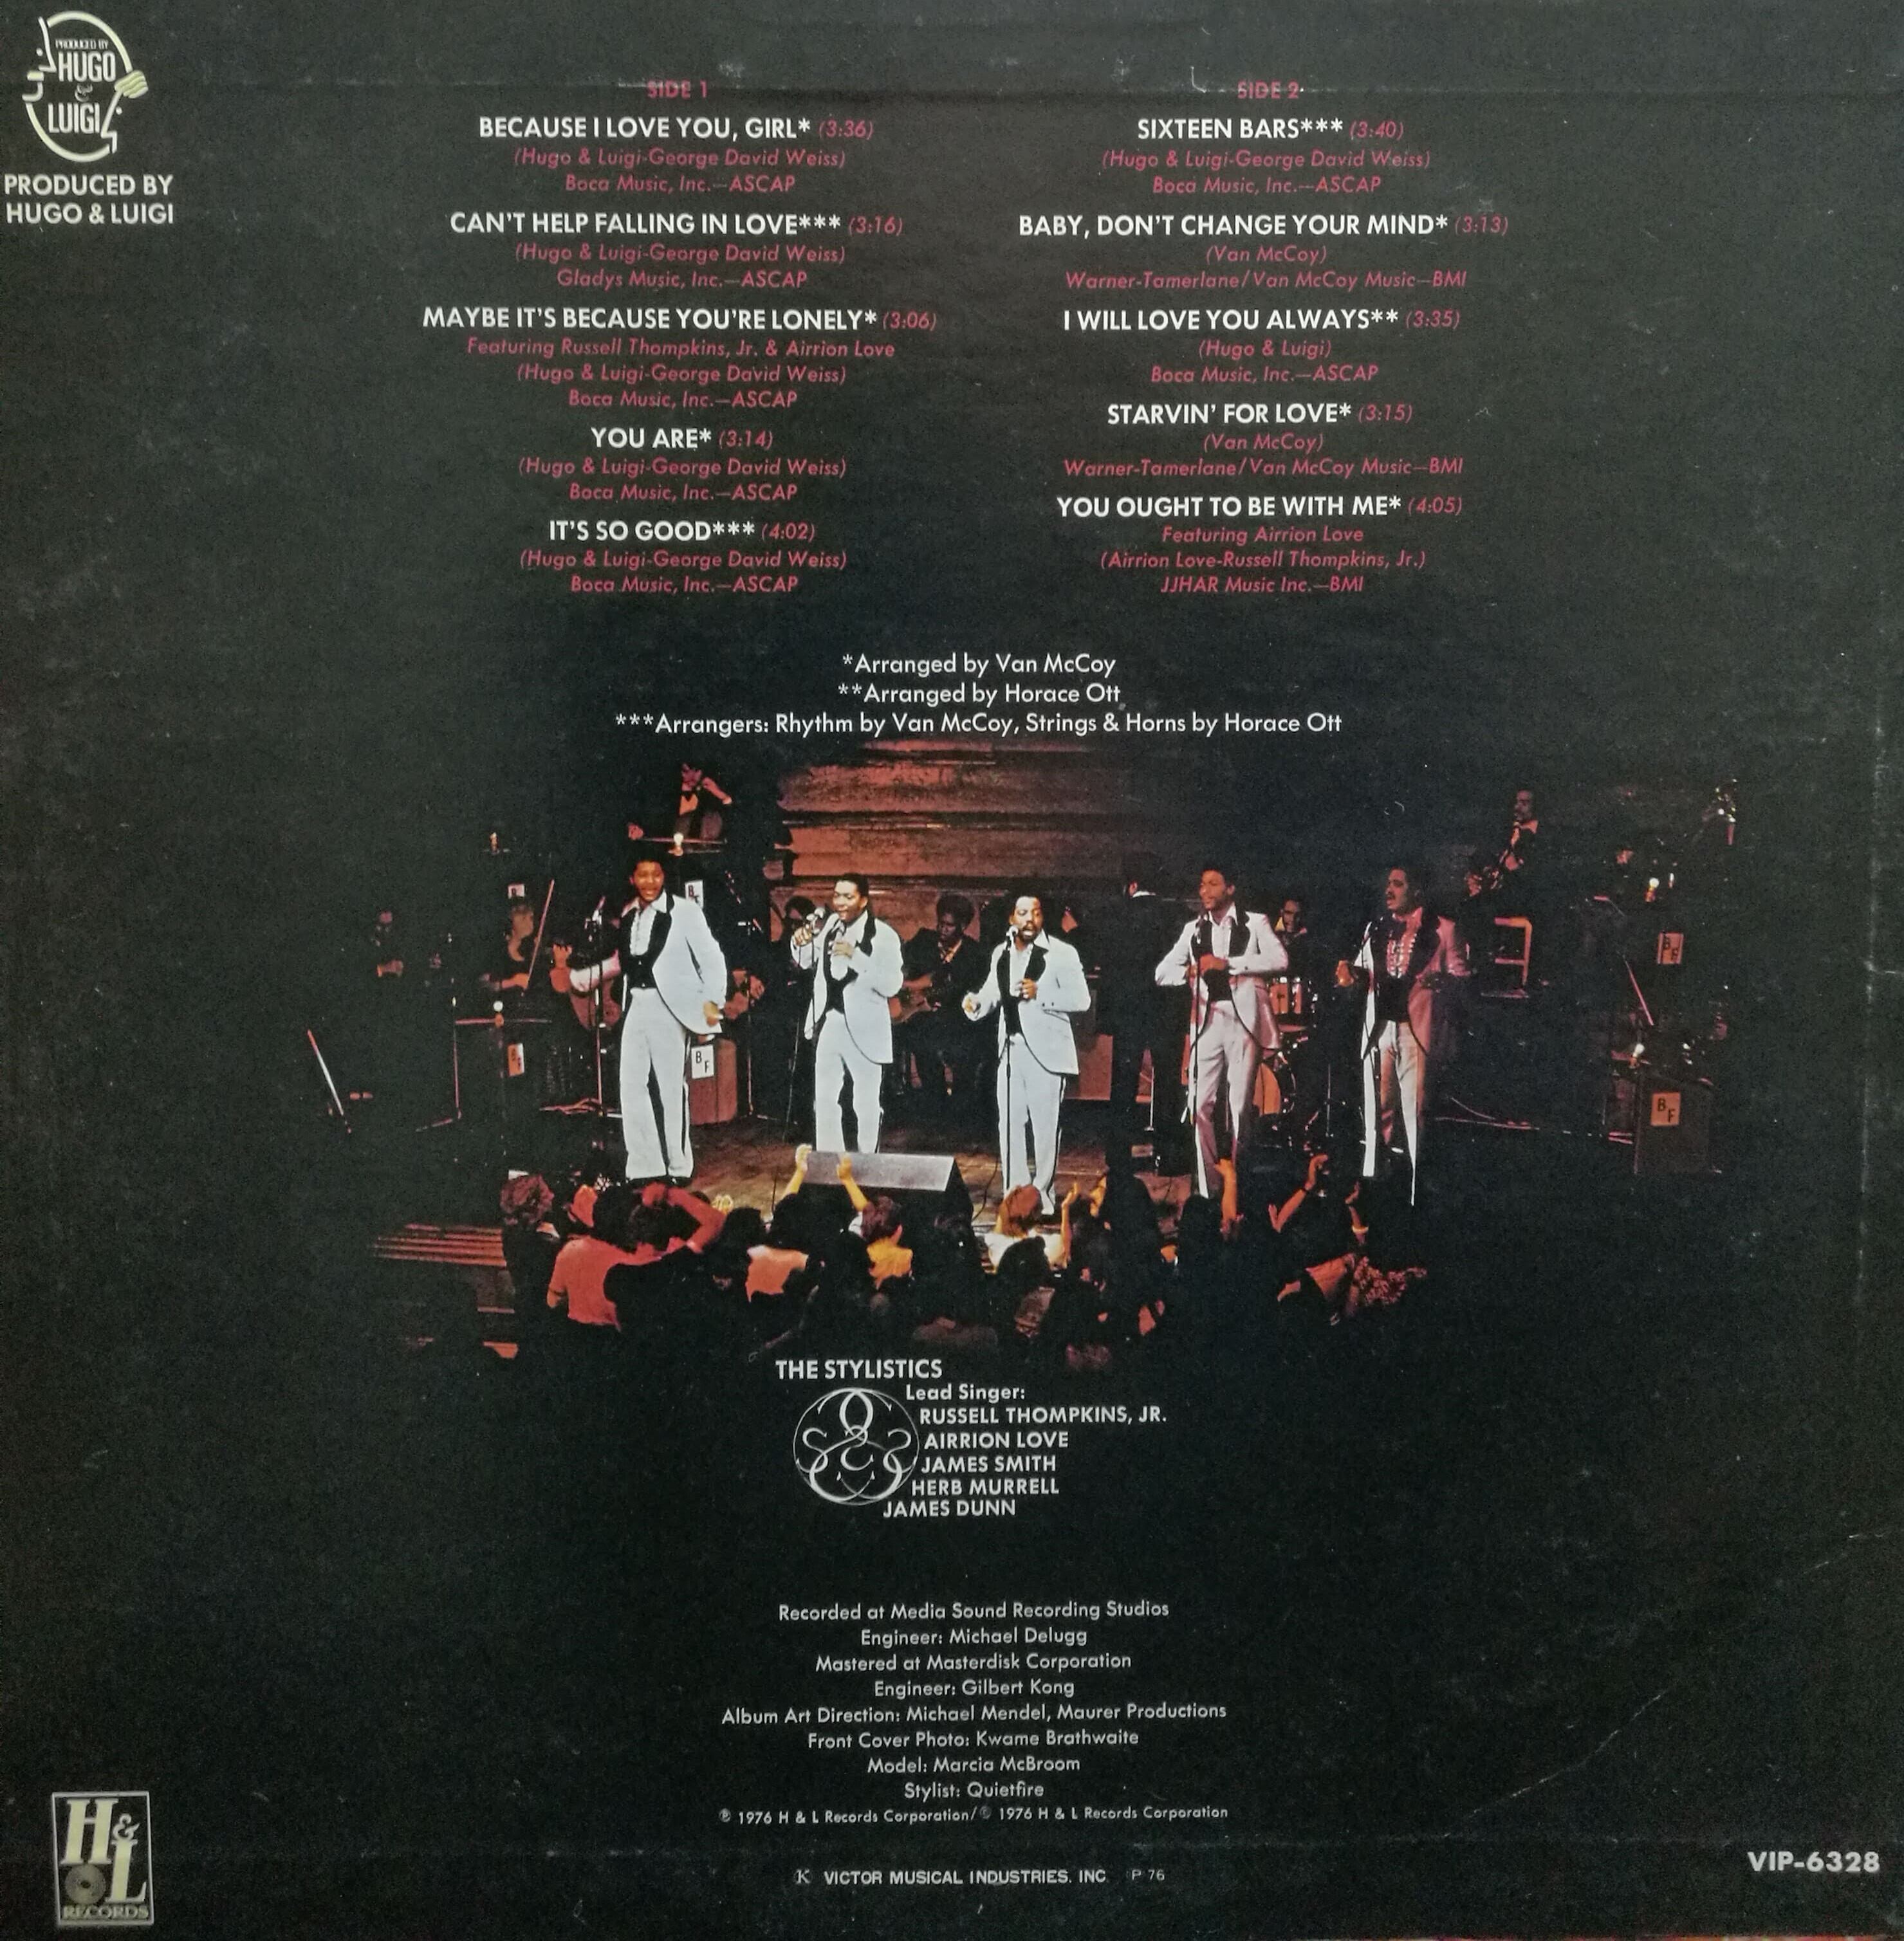 PRODUCED BY
HUGO
&
LUIGI
PRODUCED BY
HUGO & LUIGI
SIDE 1
BECAUSE I LOVE YOU, GIRL* (3:36)
(Hugo & Luigi-George David Weiss)
Boca Music, Inc.—ASCAP
CAN'T HELP FALLING IN LOVE*** (3:16)
(Hugo & Luigi-George David Weiss)
Gladys Music, Inc.—ASCAP
MAYBE IT'S BECAUSE YOU'RE LONELY* (3:06)
Featuring Russell Thompkins, Jr. & Airrion Love
(Hugo & Luigi-George David Weiss)
Boca Music, Inc.—ASCAP
YOU ARE* (3:14)
(Hugo & Luigi-George David Weiss)
Boca Music, Inc.—ASCAP
IT'S SO GOOD*** (4:02)
(Hugo & Luigi-George David Weiss)
Boca Music, Inc.—ASCAP
SIDE 2
SIXTEEN BARS*** (3:40)
(Hugo & Luigi-George David Weiss)
Boca Music, Inc.—ASCAP
BABY, DON'T CHANGE YOUR MIND* (3:13)
(Van McCoy)
Warner-Tamerlane/Van McCoy Music—BMI
I WILL LOVE YOU ALWAYS** (3:35)
(Hugo & Luigi)
Boca Music, Inc.—ASCAP
STARVIN' FOR LOVE* (3:15)
(Van McCoy)
Warner-Tamerlane/Van McCoy Music—BMI
YOU OUGHT TO BE WITH ME* (4:05)
Featuring Airrion Love
(Airrion Love-Russell Thompkins, Jr.)
JJHAR Music Inc.—BMI
*Arranged by Van McCoy
**Arranged by Horace Ott
***Arrangers: Rhythm by Van McCoy, Strings & Horns by Horace Ott
B F
B F
THE STYLISTICS
Lead Singer:
RUSSELL THOMPKINS, JR.
AIRRION LOVE
JAMES SMITH
HERB MURRELL
JAMES DUNN
Recorded at Media Sound Recording Studios
Engineer: Michael Delugg
Mastered at Masterdisk Corporation
Engineer: Gilbert Kong
Album Art Direction: Michael Mendel, Maurer Productions
Front Cover Photo: Kwame Brathwaite
Model: Marcia McBroom
Stylist: Quietfire
℗ 1976 H & L Records Corporation/© 1976 H & L Records Corporation
K VICTOR MUSICAL INDUSTRIES. INC. P 76
H&L
RECORDS
VIP-6328